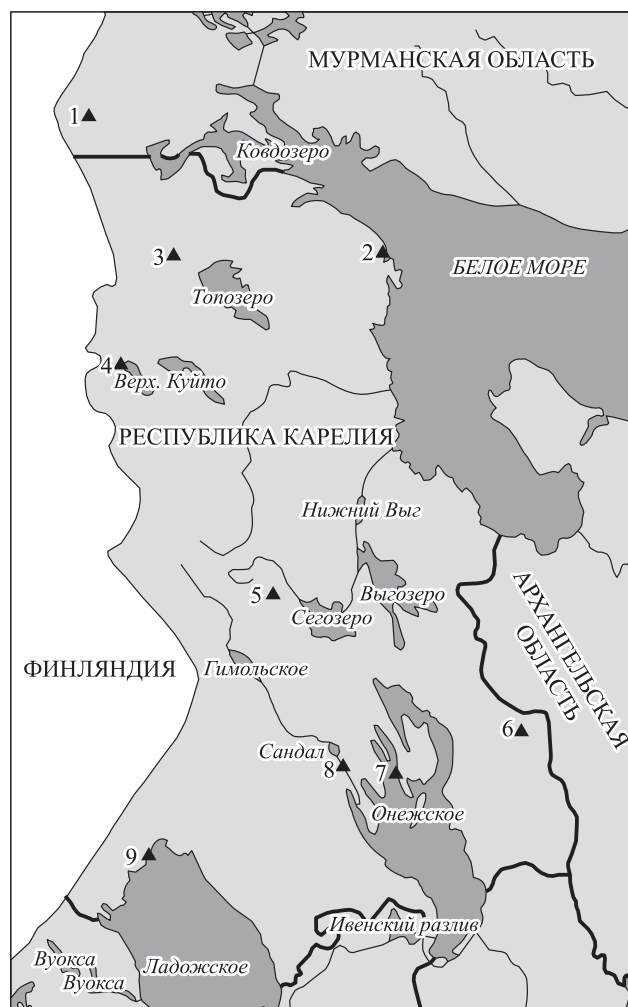 МУРМАНСКАЯ ОБЛАСТЬ
1
Ковдозеро
2
3
БЕЛОЕ МОРЕ
Топозеро
4
Верх. Куйто
РЕСПУБЛИКА КАРЕЛИЯ
Нижний Выг
5
Выгозеро
Сегозеро
АРХАНГЕЛЬСКАЯ
ОБЛАСТЬ
ФИНЛЯНДИЯ
Гимольское
6
Сандал
8
7
Онежское
9
Ивенский разлив
Вуокса
Вуокса
Ладожское